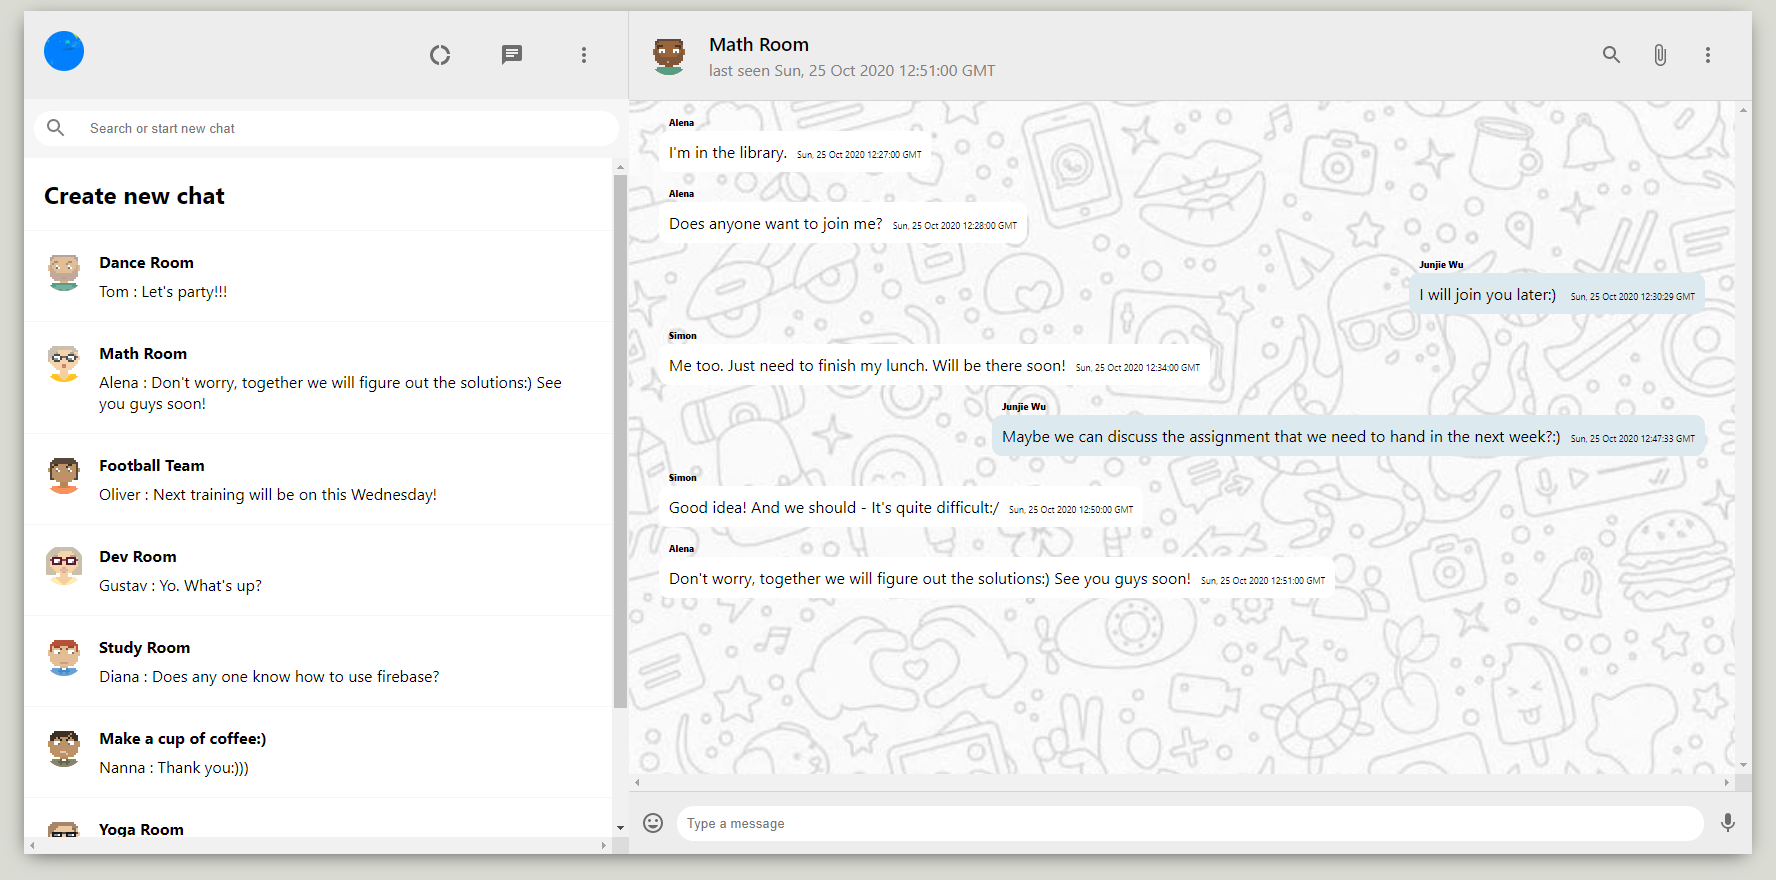 Search or start new chat
Create new chat
Dance Room
Tom : Let's party!!!
Math Room
Alena : Don't worry, together we will figure out the solutions:) See
you guys soon!
Football Team
Oliver : Next training will be on this Wednesday!
Dev Room
Gustav : Yo. What's up?
Study Room
Diana : Does any one know how to use firebase?
Make a cup of coffee:)
Nanna : Thank you:)))
Yoga Room
Math Room
last seen Sun, 25 Oct 2020 12:51:00 GMT
Alena
I'm in the library. Sun, 25 Oct 2020 12:27:00 GMT
Alena
Does anyone want to join me? Sun, 25 Oct 2020 12:28:00 GMT
Junjie Wu
I will join you later:) Sun, 25 Oct 2020 12:30:29 GMT
Simon
Me too. Just need to finish my lunch. Will be there soon! Sun, 25 Oct 2020 12:34:00 GMT
Junjie Wu
Maybe we can discuss the assignment that we need to hand in the next week?:) Sun, 25 Oct 2020 12:47:33 GMT
Simon
Good idea! And we should - It's quite difficult:/ Sun, 25 Oct 2020 12:50:00 GMT
Alena
Don't worry, together we will figure out the solutions:) See you guys soon! Sun, 25 Oct 2020 12:51:00 GMT
Type a message